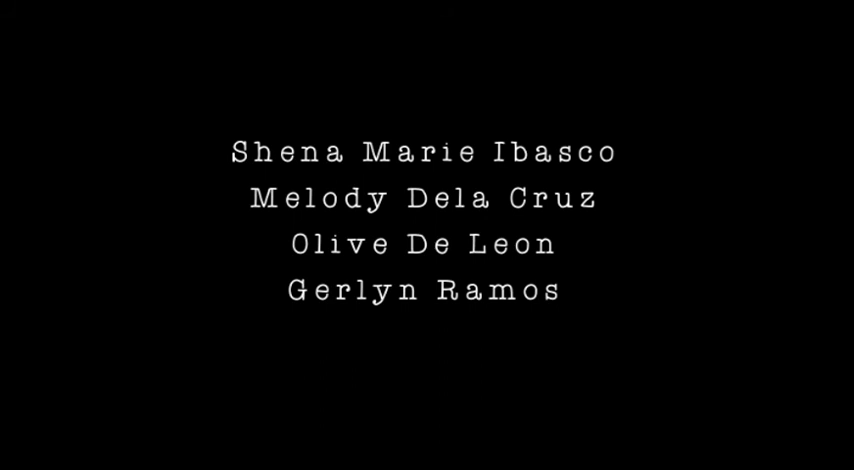 Shena Marie Ibasco
Melody Dela Cruz
Olive De Leon
Gerlyn Ramos